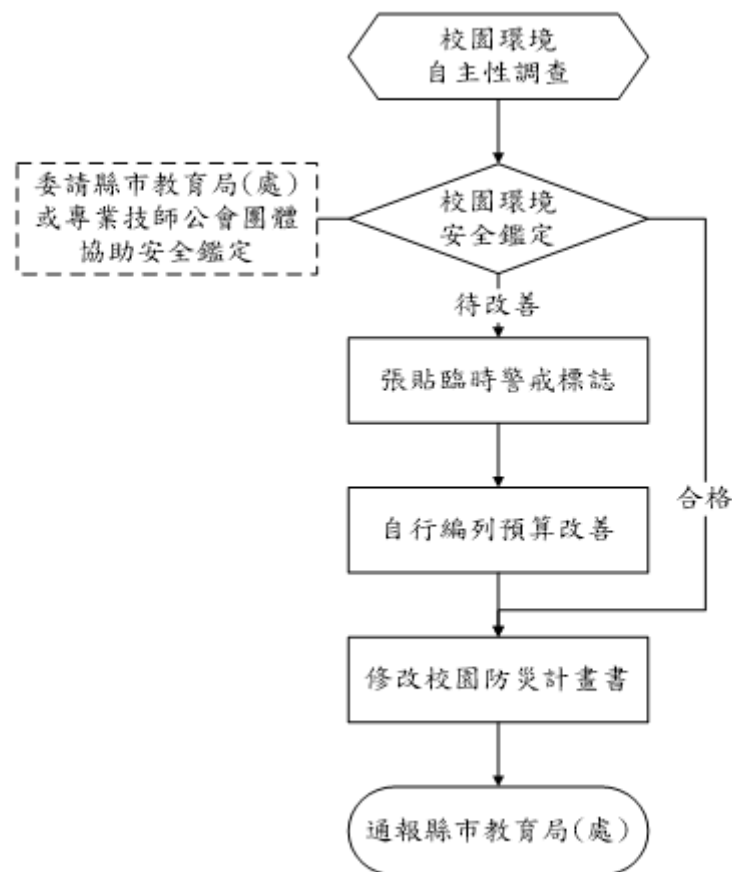 校園環境
自主性調查
委請縣市教育局(處)
或專業技師公會團體
協助安全鑑定
校園環境
安全鑑定
待改善
張貼臨時警戒標誌
合格
自行編列預算改善
修改校園防災計畫書
通報縣市教育局(處)